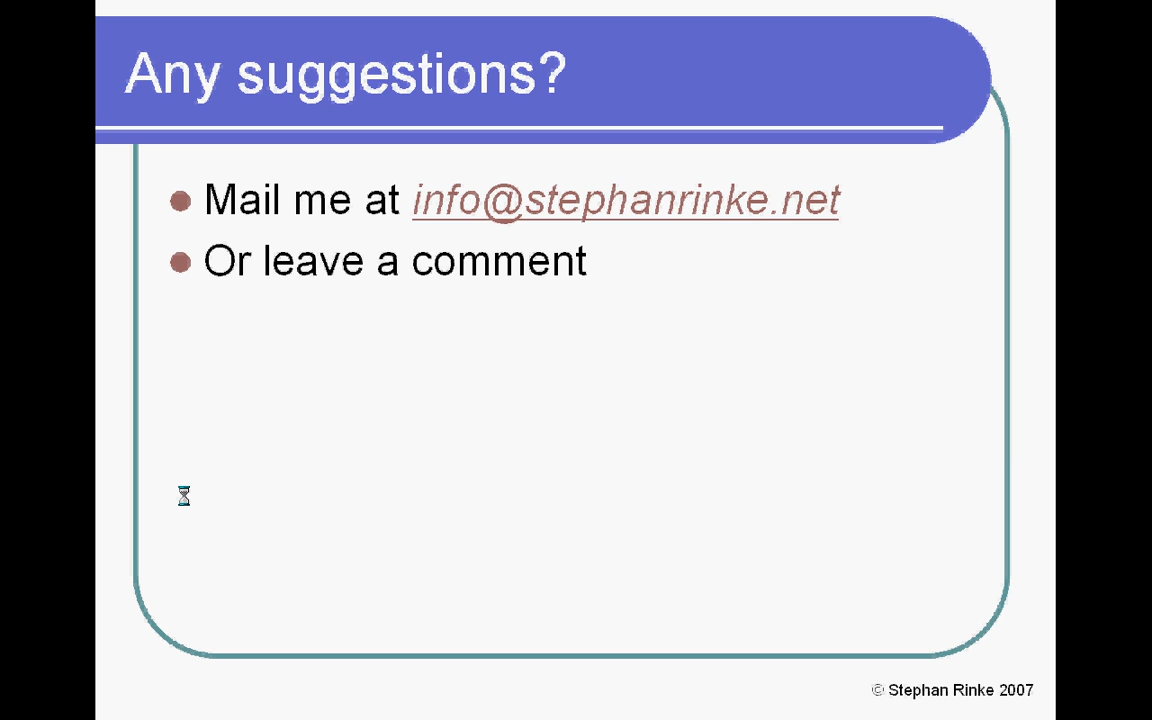 Any suggestions?
Mail me at info@stephanrinke.net
Or leave a comment
© Stephan Rinke 2007